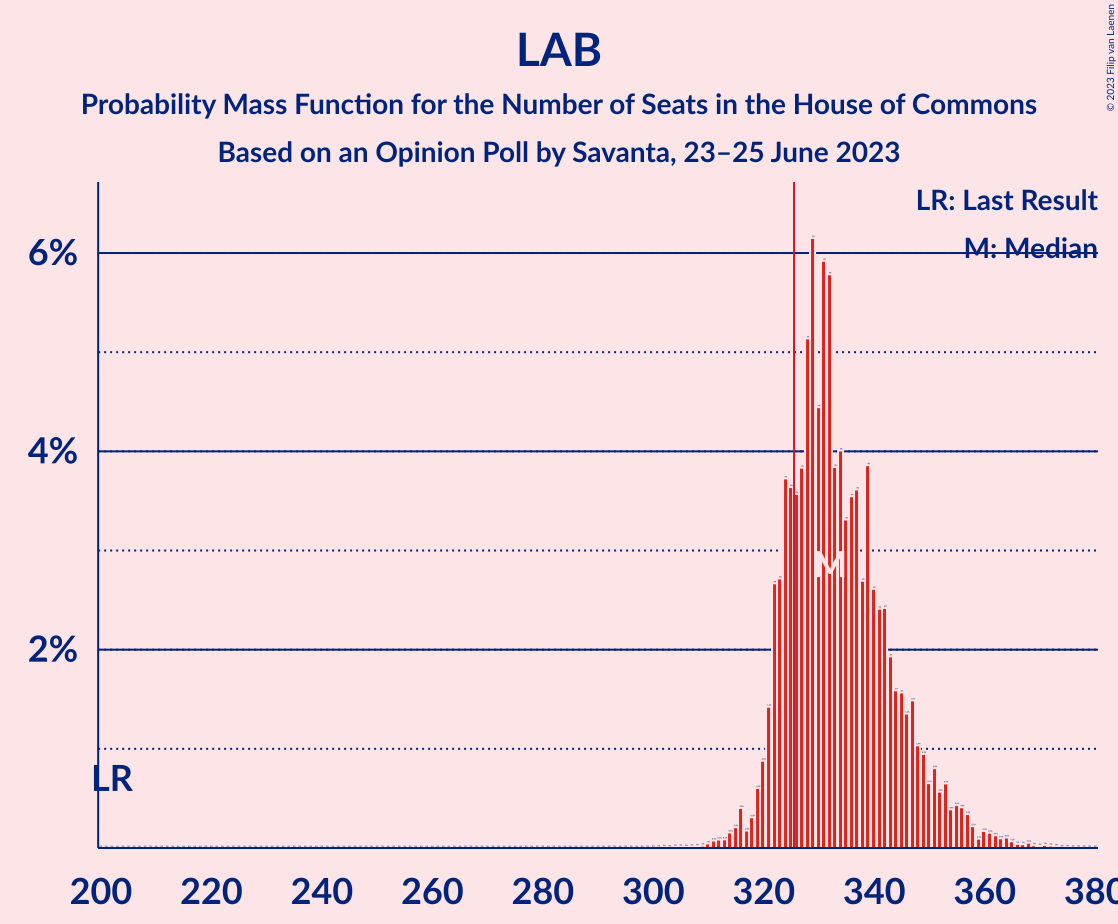 LAB
Probability Mass Function for the Number of Seats in the House of Commons
Based on an Opinion Poll by Savanta, 23–25 June 2023
© 2023 Filip van Laenen
LR: Last Result
M: Median
6%
4%
2%
M
LR
200 220 240 260 280 300 320 340 360 380